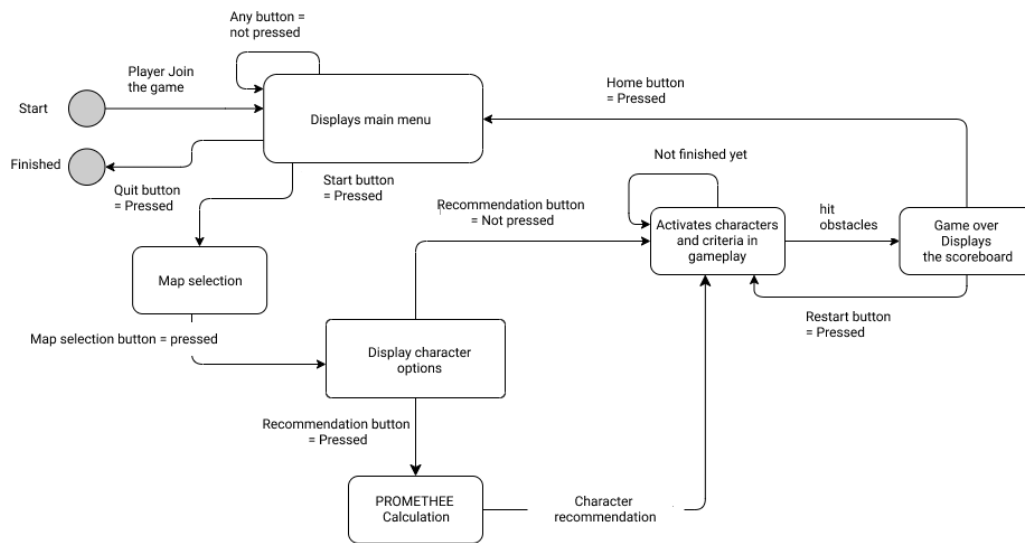 Any button =
not pressed
Player Join
the game
Start
Displays main menu
Home button
= Pressed
Finished
Quit button
= Pressed
Start button
= Pressed
Not finished yet
Recommendation button
= Not pressed
Activates characters
and criteria in
gameplay
hit
obstacles
Game over
Displays
the scoreboard
Map selection
Restart button
= Pressed
Map selection button = pressed
Display character
options
Recommendation button
= Pressed
PROMETHEE
Calculation
Character
recommendation